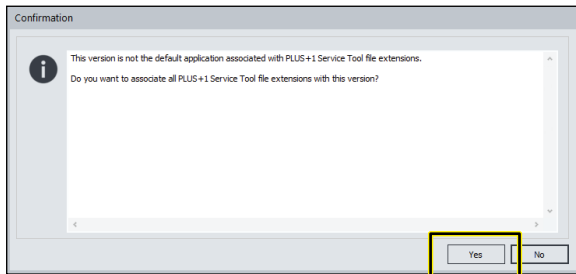 Confirmation
This version is not the default application associated with PLUS+1 Service Tool file extensions.
Do you want to associate all PLUS+1 Service Tool file extensions with this version?
Yes
No